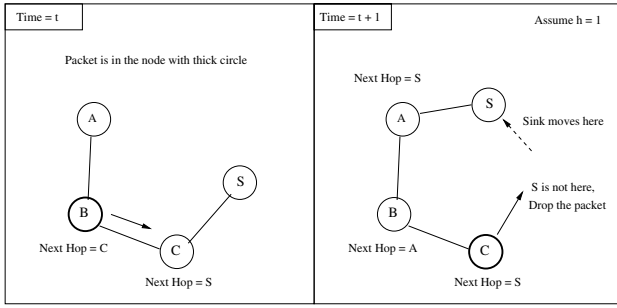 Time = t
Packet is in the node with thick circle
A
S
B
C
Next Hop = C
Next Hop = S
Time = t + 1
Assume h = 1
Next Hop = S
S
A
Sink moves here
S is not here,
Drop the packet
B
Next Hop = A
C
Next Hop = S